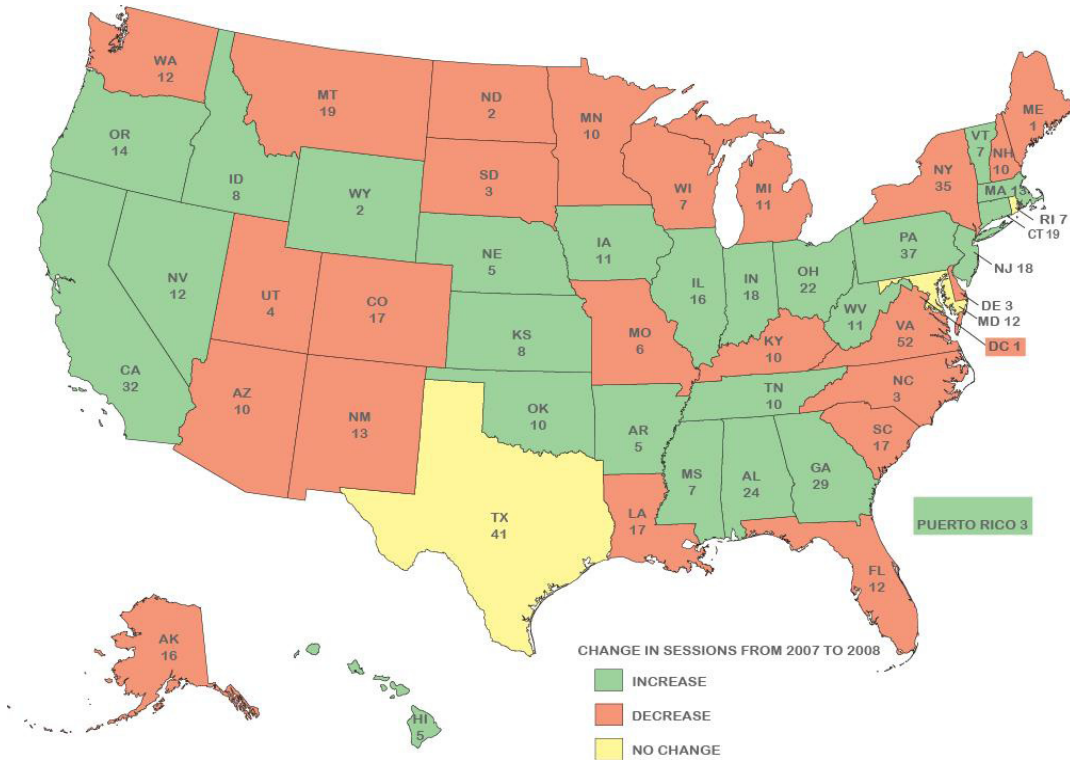 WA
12
MT
19
ND
2
MN
10
ME
1
OR
14
ID
8
WY
2
SD
3
WI
7
MI
11
NY
35
VT
7
NH
10
MA 13
RI 7
CT 19
NV
12
UT
4
CO
17
NE
5
IA
11
IL
16
IN
18
OH
22
PA
37
NJ 18
DE 3
MD 12
DC 1
WV
11
VA
52
CA
32
AZ
10
NM
13
KS
8
MO
6
KY
10
NC
3
OK
10
AR
5
TN
10
SC
17
TX
41
LA
17
MS
7
AL
24
GA
29
FL
12
PUERTO RICO 3
AK
16
HI
5
CHANGE IN SESSIONS FROM 2007 TO 2008
INCREASE
DECREASE
NO CHANGE